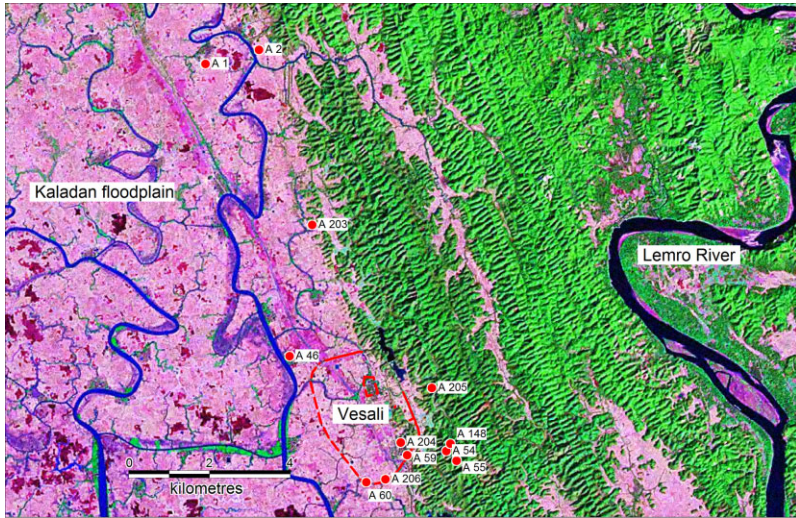 A 2
A 1
Kaladan floodplain
A 203
Lemro River
A 46
A 205
Vesali
A 148
A 204
A 54
A 59
A 55
A 206
A 60
0 2 4
kilometres